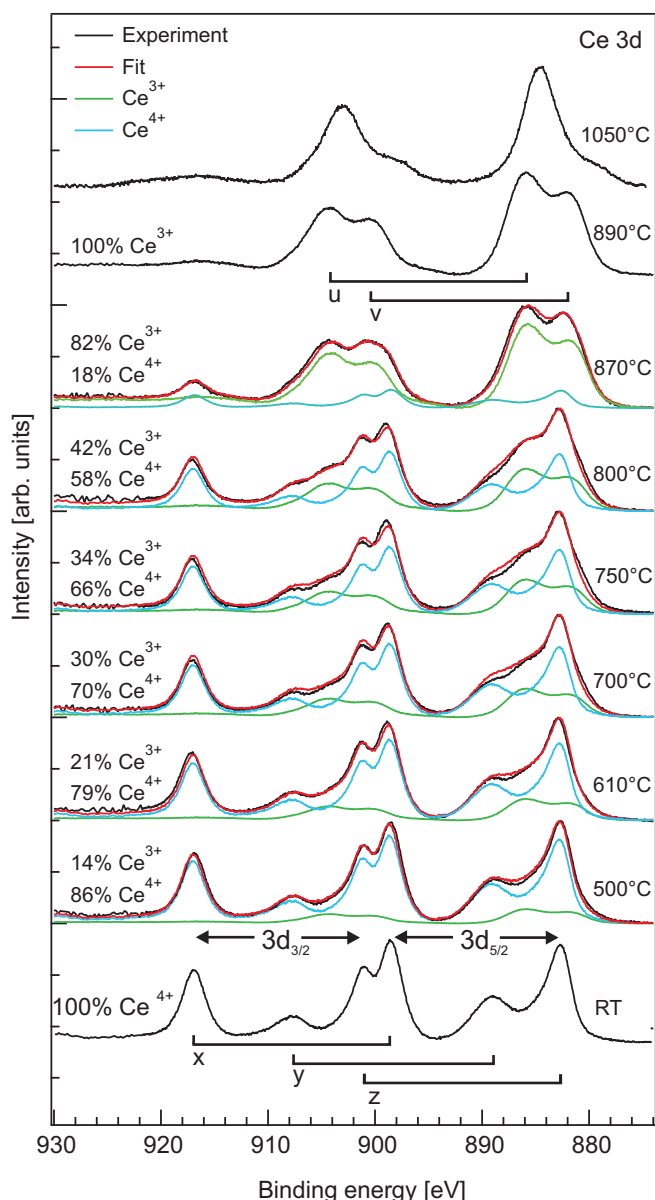 Experiment
Fit
Ce³⁺
Ce⁴⁺
Ce 3d
1050°C
100% Ce³⁺
890°C
u
v
82% Ce³⁺
18% Ce⁴⁺
870°C
42% Ce³⁺
58% Ce⁴⁺
800°C
34% Ce³⁺
66% Ce⁴⁺
750°C
30% Ce³⁺
70% Ce⁴⁺
700°C
21% Ce³⁺
79% Ce⁴⁺
610°C
14% Ce³⁺
86% Ce⁴⁺
500°C
3d₃/₂ 3d₅/₂
100% Ce⁴⁺
RT
x
y
z
930 920 910 900 890 880
Binding energy [eV]
Intensity [arb. units]